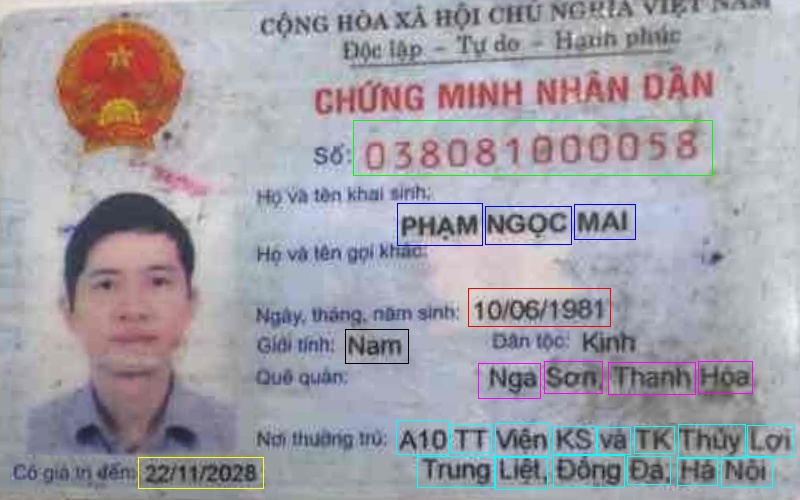 CỘNG HÒA XÃ HỘI CHỦ NGHĨA VIỆT NAM
Độc lập - Tự do - Hạnh phúc
CHỨNG MINH NHÂN DÂN
Số: 038081000058
Họ và tên khai sinh:
PHẠM NGỌC MAI
Họ và tên gọi khác:
Ngày, tháng, năm sinh: 10/06/1981
Giới tính: Nam Dân tộc: Kinh
Quê quán: Nga Sơn, Thanh Hóa
Nơi thường trú: A10 TT Viện KS và TK Thủy Lợi
Trung Liệt, Đống Đa, Hà Nội
Có giá trị đến: 22/11/2028